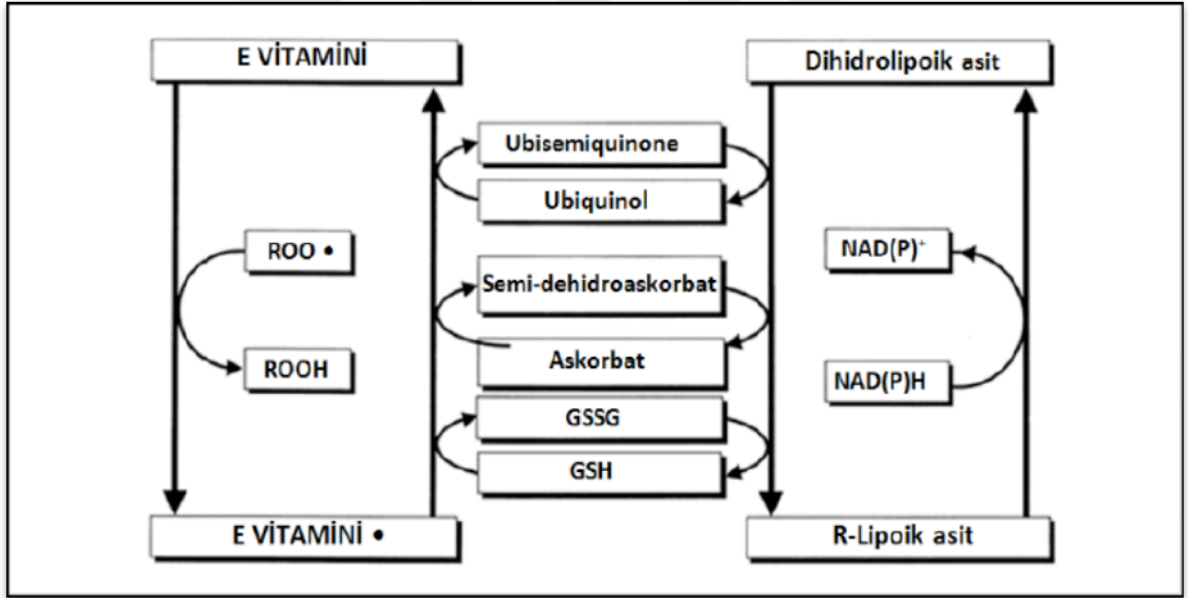 E VİTAMİNİ
Dihidrolipoik asit
Ubisemiquinone
Ubiquinol
ROO •
NAD(P)⁺
Semi-dehidroaskorbat
Askorbat
ROOH
NAD(P)H
GSSG
GSH
E VİTAMİNİ •
R-Lipoik asit